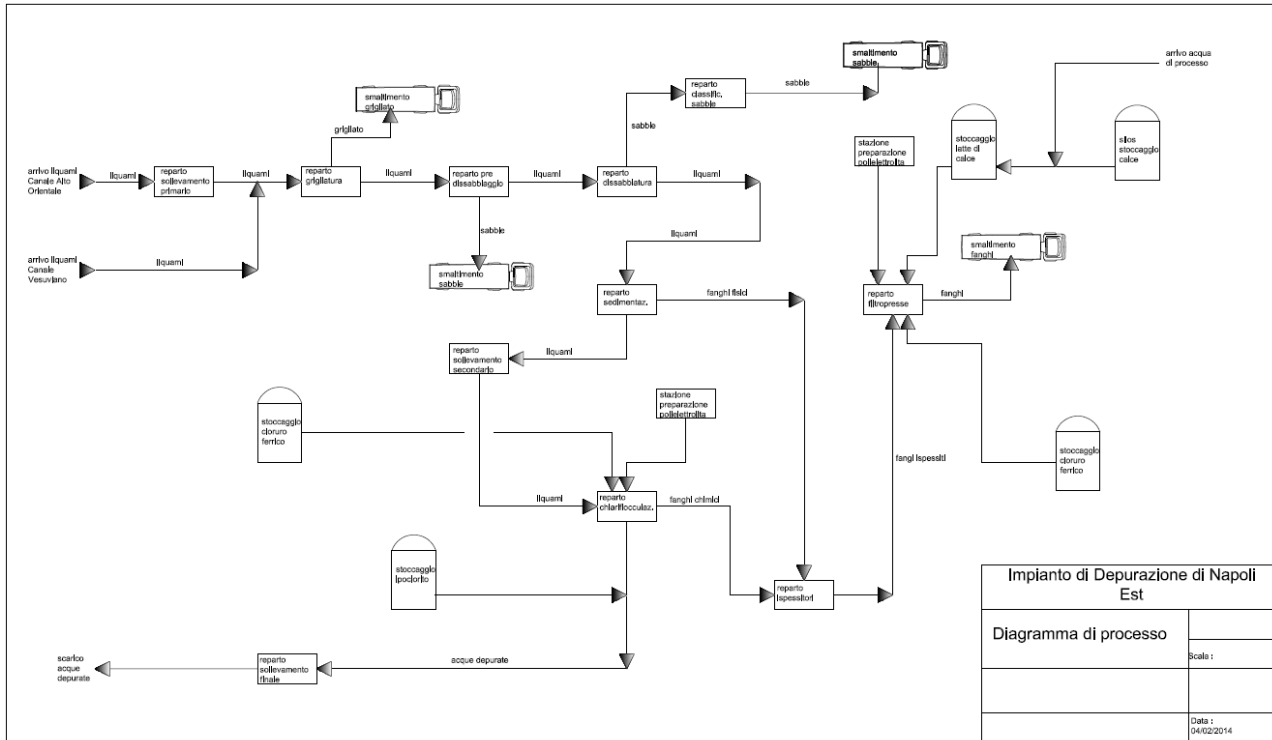 smaltimento
sabbie
arrivo acqua
di processo
smaltimento
grigliato
reparto
classific.
sabbie
sabbie
grigliato
sabbie
stazione
preparazione
polielettrolita
stoccaggio
latte di
calce
silos
stoccaggio
calce
arrivo liquami
Canale Alto
Orientale
liquami
reparto
sollevamento
primario
liquami
reparto
grigliatura
liquami
reparto pre
dissabbiaggio
liquami
reparto
dissabbiatura
liquami
sabbie
liquami
arrivo liquami
Canale
Vesuviano
liquami
smaltimento
sabbie
smaltimento
fanghi
reparto
sedimentaz.
fanghi fisici
reparto
filtropresse
fanghi
reparto
sollevamento
secondario
liquami
stoccaggio
cloruro
ferrico
stazione
preparazione
polielettrolita
stoccaggio
cloruro
ferrico
fangi ispessiti
liquami
reparto
chiariflocculaz.
fanghi chimici
stoccaggio
ipoclorito
reparto
ispessitori
scarico
acque
depurate
reparto
sollevamento
finale
acque depurate
Impianto di Depurazione di Napoli
Est
Diagramma di processo
Scala :
Data :
04/02/2014